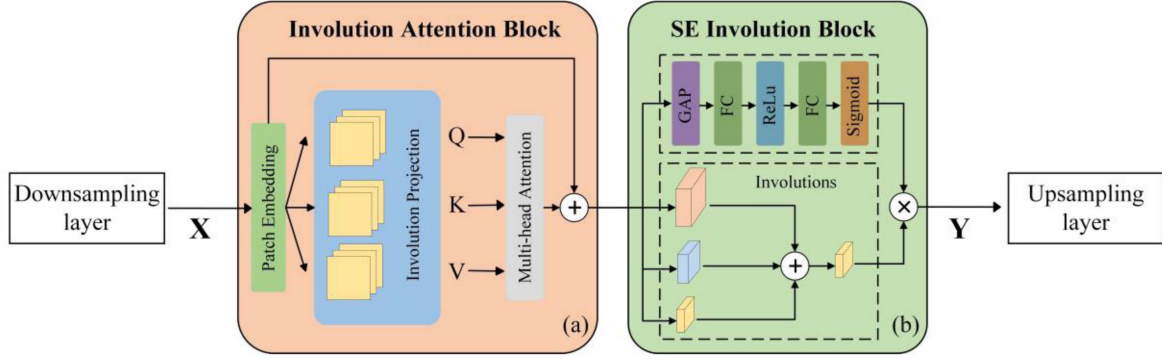 Involution Attention Block
SE Involution Block
Downsampling
layer
X
Patch Embedding
Involution Projection
Q
K
V
Multi-head Attention
+
(a)
GAP
FC
ReLu
FC
Sigmoid
Involutions
+
×
(b)
Y
Upsampling
layer